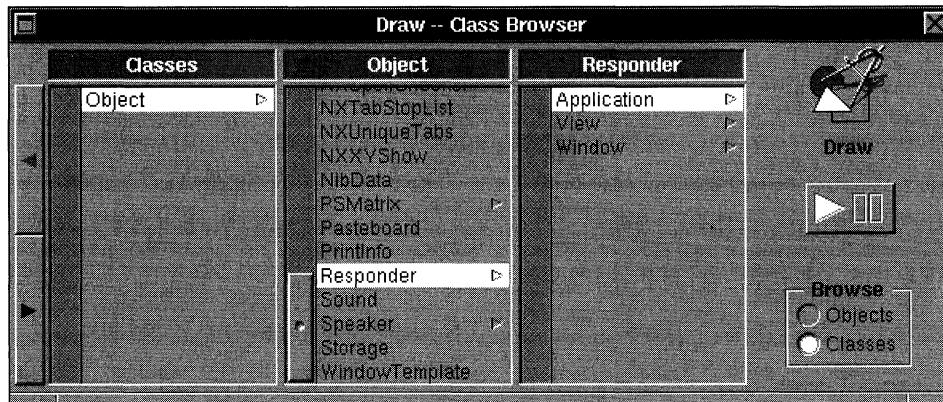 Draw -- Class Browser
Classes
Object
Responder
Object
NXTabStopList
NXUniqueTabs
NXXYShow
NibData
PSMatrix
Pasteboard
PrintInfo
Responder
Sound
Speaker
Storage
WindowTemplate
Application
View
Window
Draw
Browse
Objects
Classes